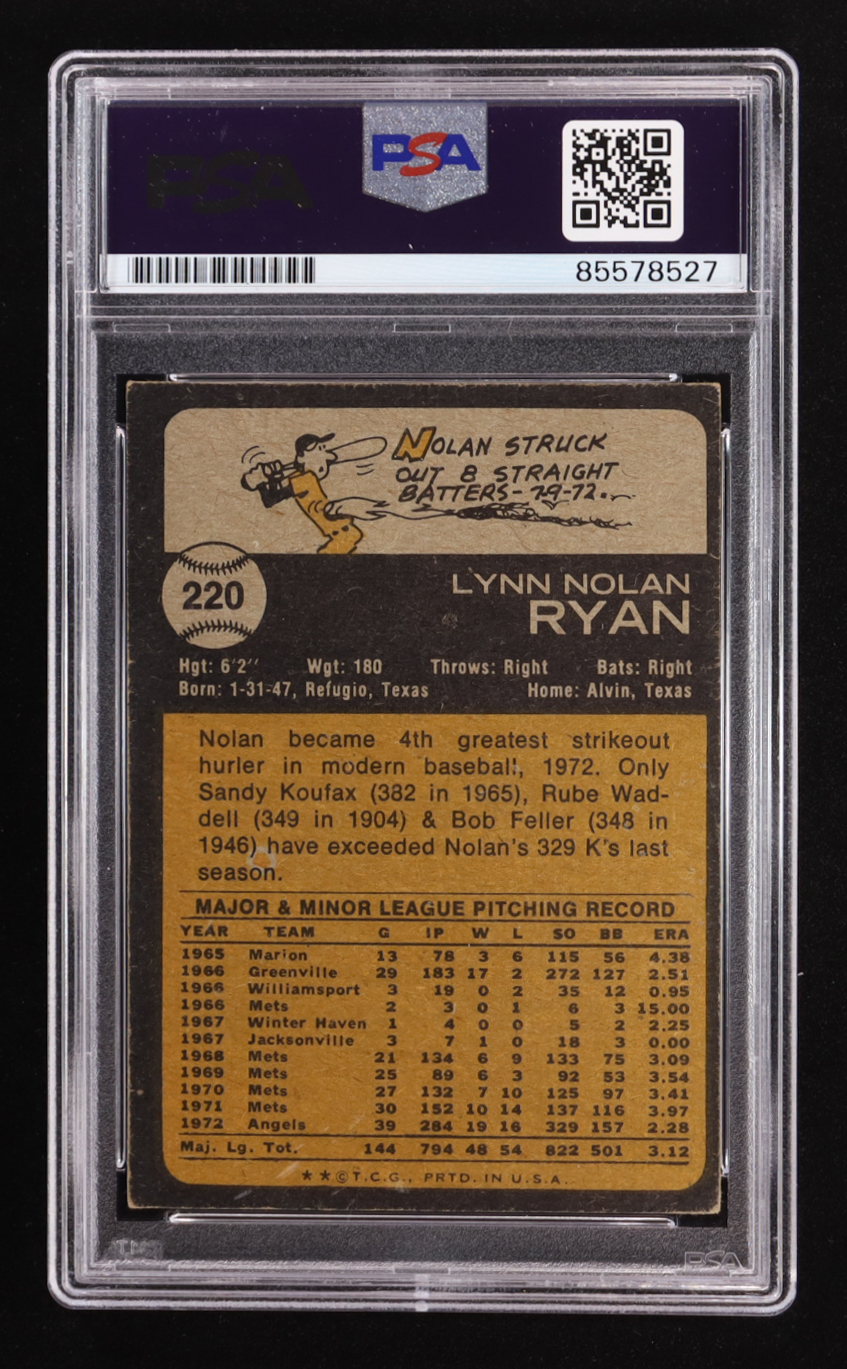 PSA
PSA
85578527
NOLAN STRUCK
OUT 8 STRAIGHT
BATTERS - 7-9-72.
220
LYNN NOLAN
RYAN
Hgt: 6'2" Wgt: 180 Throws: Right Bats: Right
Born: 1-31-47, Refugio, Texas Home: Alvin, Texas
Nolan became 4th greatest strikeout
hurler in modern baseball, 1972. Only
Sandy Koufax (382 in 1965), Rube Wad-
dell (349 in 1904) & Bob Feller (348 in
1946) have exceeded Nolan's 329 K's last
season.
MAJOR & MINOR LEAGUE PITCHING RECORD
YEAR TEAM G IP W L SO BB ERA
1965 Marion 13 78 3 6 115 56 4.38
1966 Greenville 29 183 17 2 272 127 2.51
1966 Williamsport 3 19 0 2 35 12 0.95
1966 Mets 2 3 0 1 6 3 15.00
1967 Winter Haven 1 4 0 0 5 2 2.25
1967 Jacksonville 3 7 1 0 18 3 0.00
1968 Mets 21 134 6 9 133 75 3.09
1969 Mets 25 89 6 3 92 53 3.54
1970 Mets 27 132 7 10 125 97 3.41
1971 Mets 30 152 10 14 137 116 3.97
1972 Angels 39 284 19 16 329 157 2.28
Maj. Lg. Tot. 144 794 48 54 822 501 3.12
**©T.C.G., PRTD. IN U.S.A.
PSA